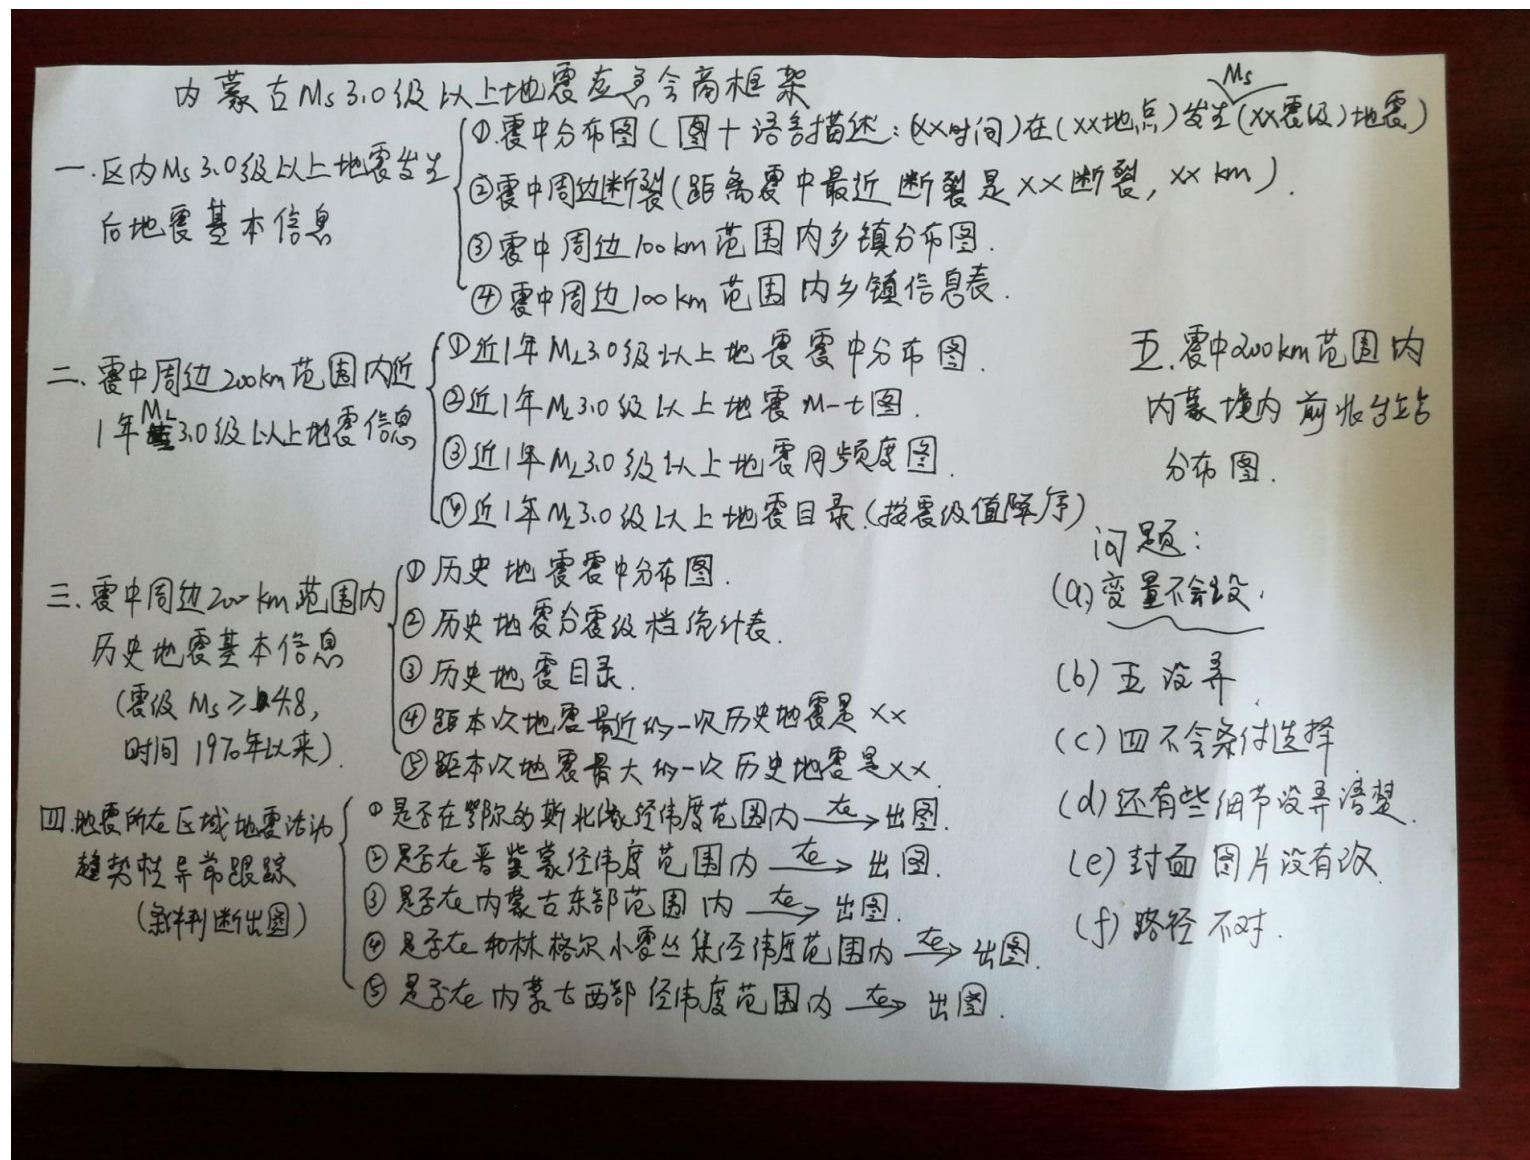 内蒙古Ms3.0级以上地震应急会商框架
一.区内Ms3.0级以上地震发生
后地震基本信息
Ms
①.震中分布图(图+语言描述:(xx时间)在(xx地点)发生(xx震级)地震)
②震中周边断裂(距离震中最近断裂是xx断裂,xx km).
③震中周边100km范围内乡镇分布图.
④震中周边100km范围内乡镇信息表.
二、震中周边200km范围内近
1年ML3.0级以上地震信息
①近1年ML3.0级以上地震震中分布图.
②近1年ML3.0级以上地震M-t图.
③近1年ML3.0级以上地震月频度图.
④近1年ML3.0级以上地震目录.(按震级值降序)
三、震中周边200km范围内
历史地震基本信息
(震级Ms≥4.8,
时间1970年以来).
①历史地震震中分布图.
②历史地震分震级档统计表.
③历史地震目录.
④距本次地震最近的一次历史地震是xx
⑤距本次地震最大的一次历史地震是xx.
四.地震所在区域地震活动
趋势性异常跟踪
(条件判断出图)
①是否在鄂尔多斯北缘经纬度范围内 在→ 出图.
②是否在晋冀蒙经纬度范围内 在→ 出图.
③是否在内蒙古东部范围内 在→ 出图.
④是否在和林格尔小震丛集经纬度范围内 在→ 出图.
⑤是否在内蒙古西部经纬度范围内 在→ 出图.
五.震中200km范围内
内蒙境内前兆台站
分布图.
问题:
(a)变量不会设.
(b)五没弄.
(c)四不会条件选择
(d)还有些细节没弄清楚.
(e)封面图片没有改.
(f)路径不对.